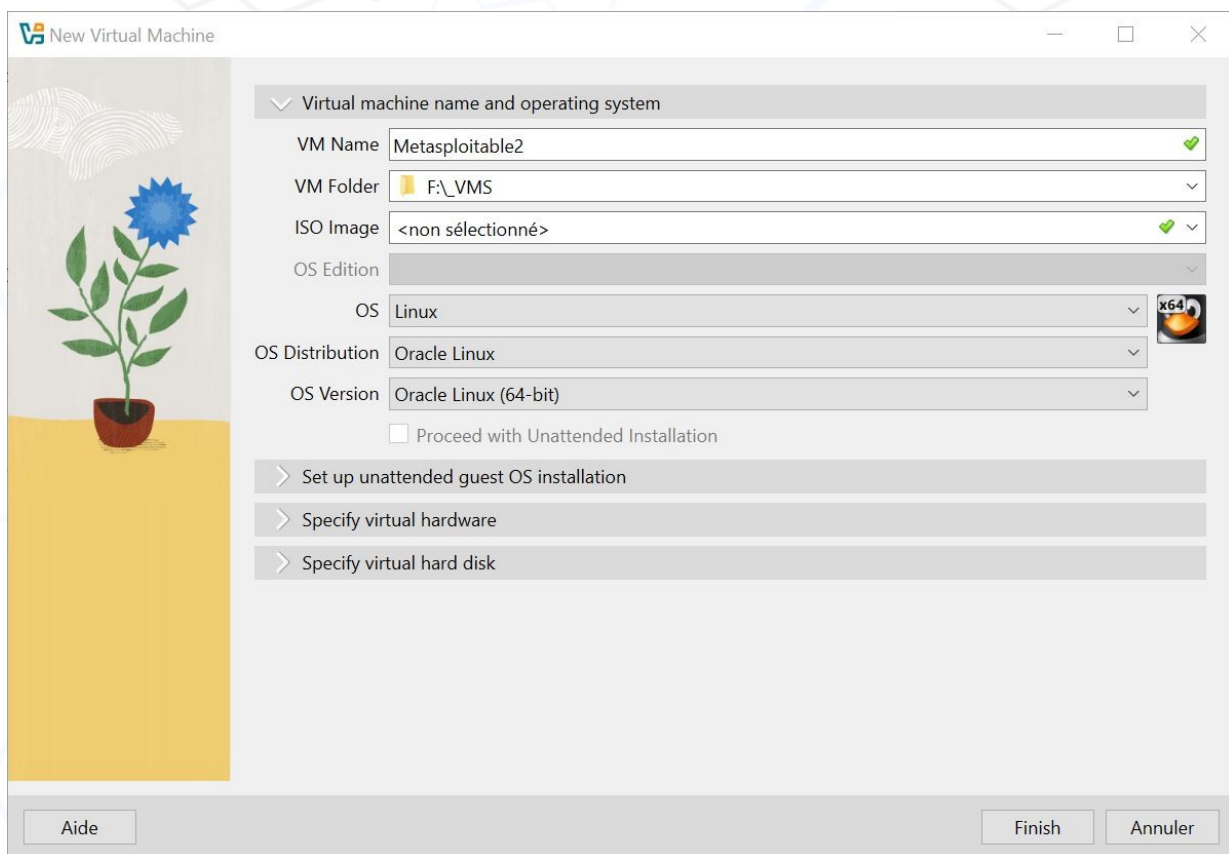 New Virtual Machine
Virtual machine name and operating system
VM Name Metasploitable2
VM Folder F:\_VMS
ISO Image <non sélectionné>
OS Edition
OS Linux
x64
OS Distribution Oracle Linux
OS Version Oracle Linux (64-bit)
Proceed with Unattended Installation
Set up unattended guest OS installation
Specify virtual hardware
Specify virtual hard disk
Aide Finish Annuler